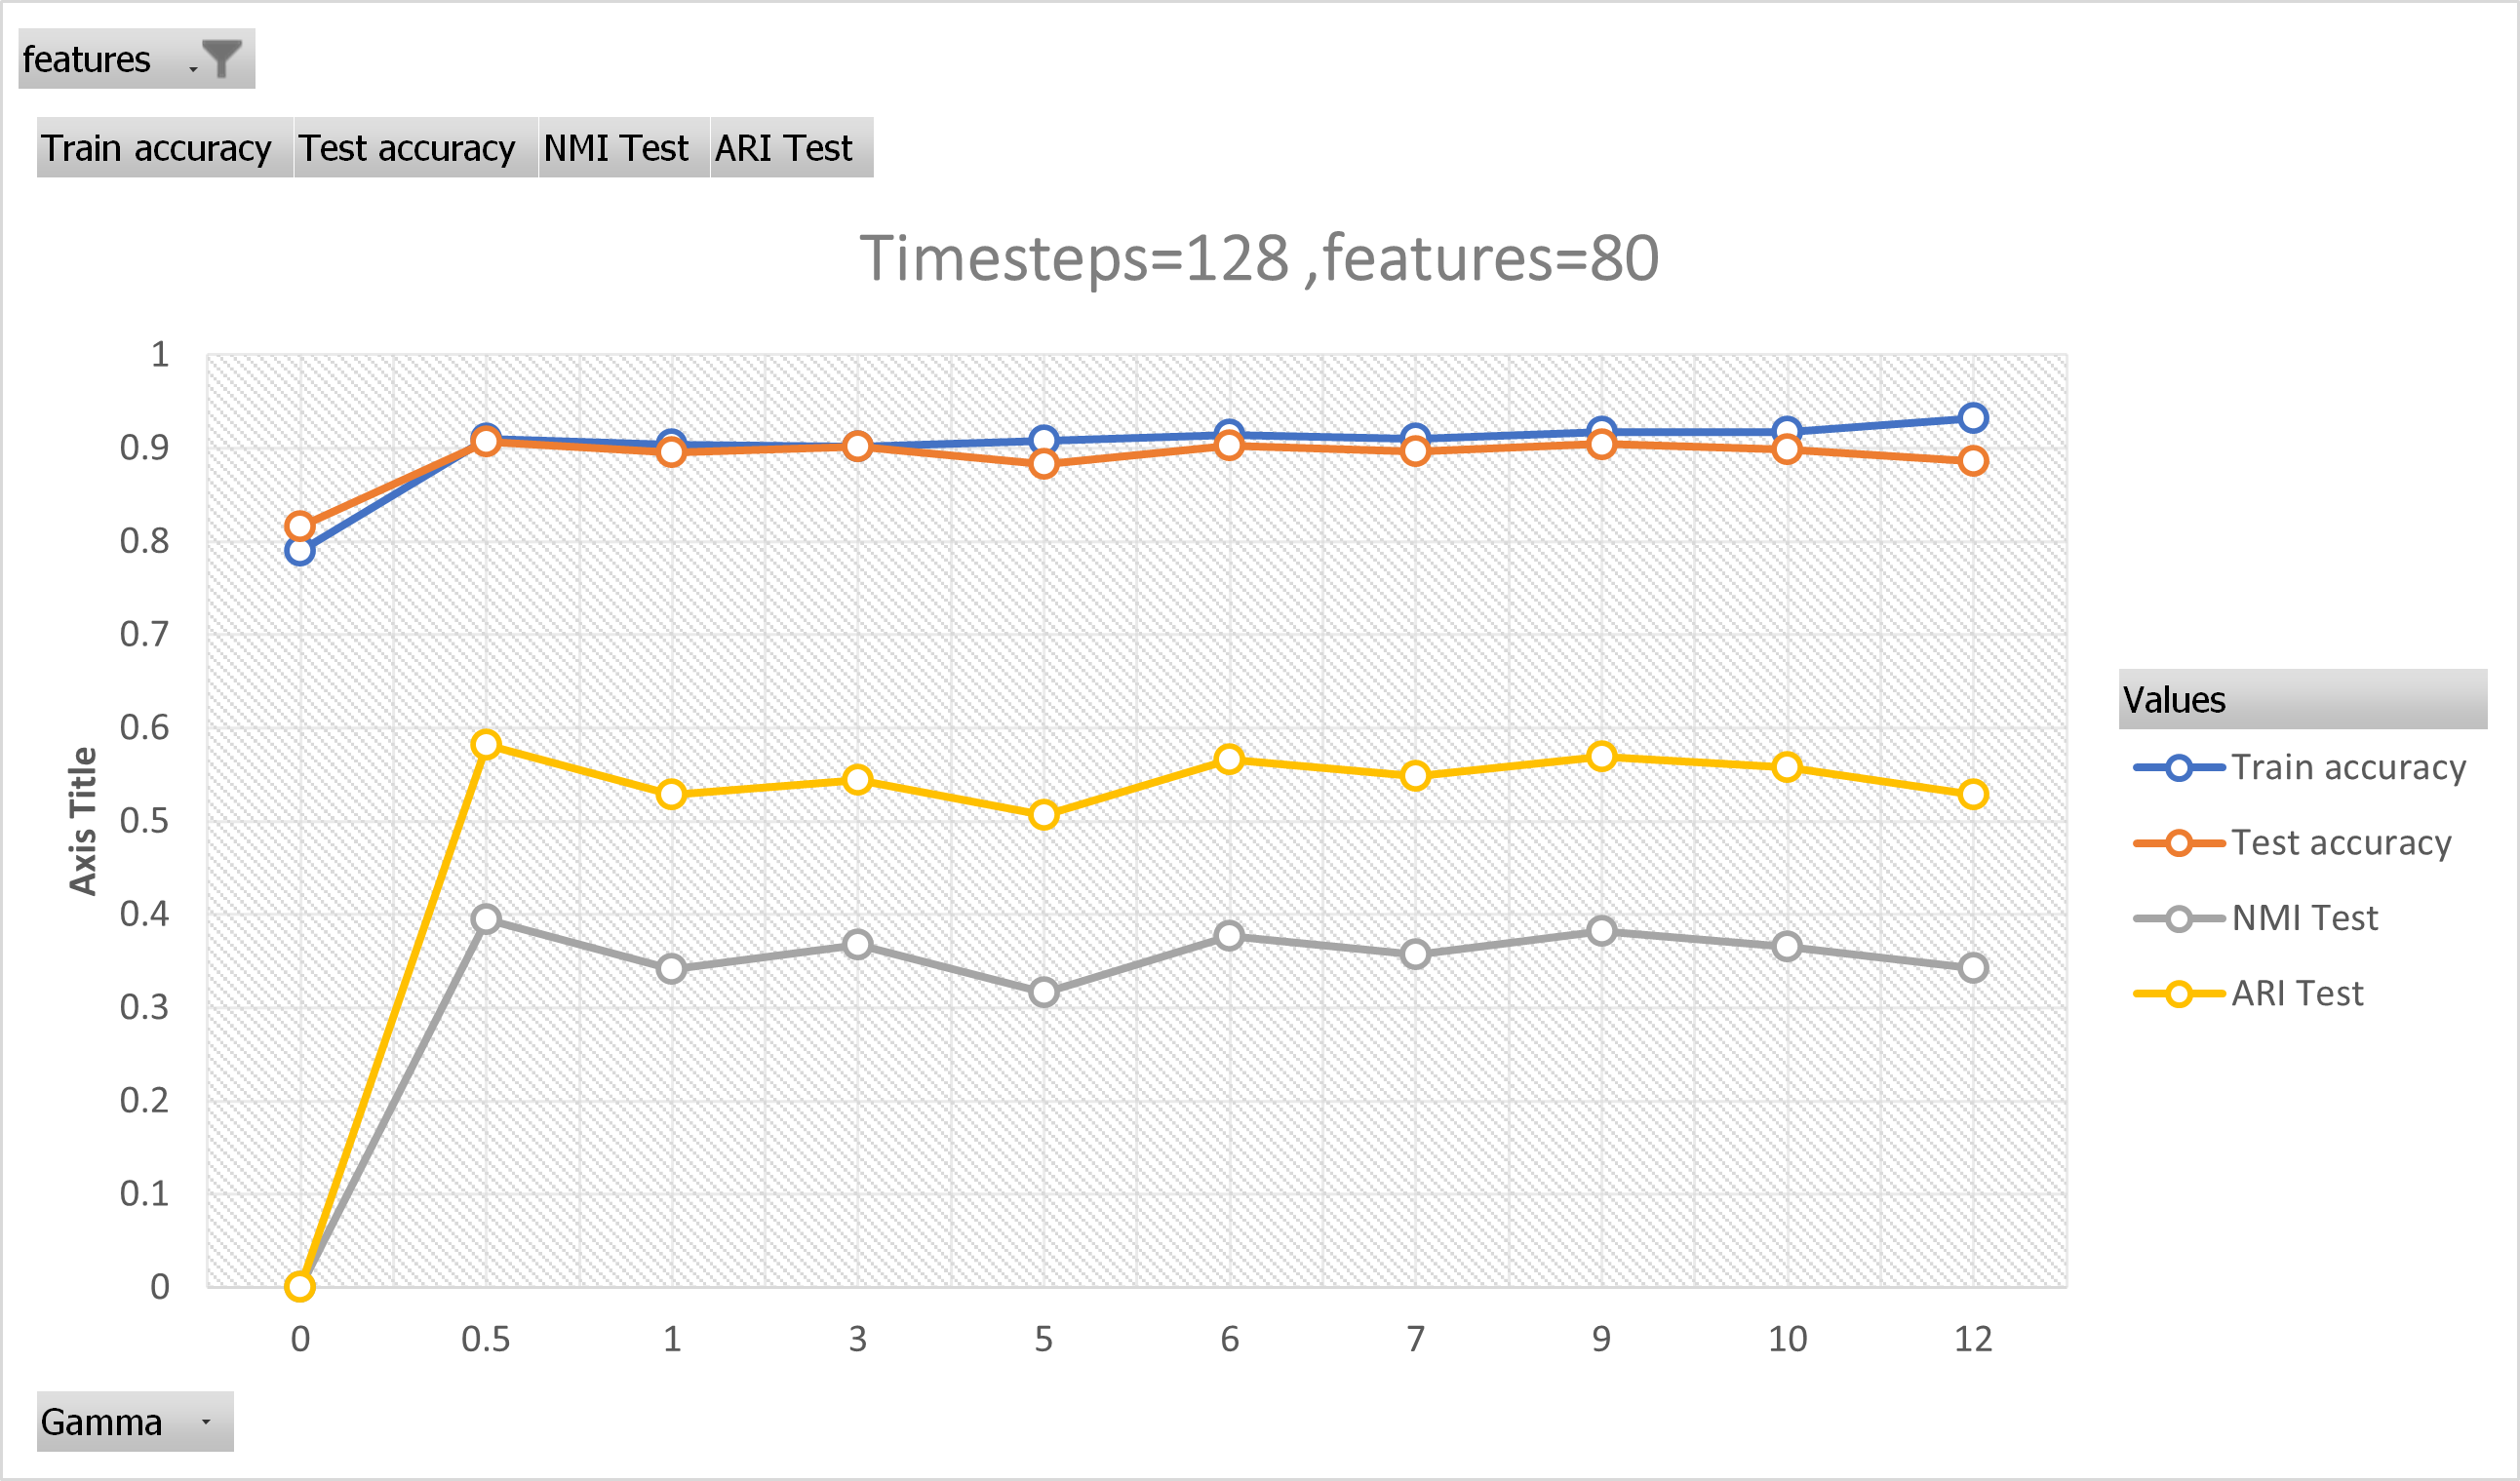 features
Train accuracy Test accuracy NMI Test ARI Test
Timesteps=128 ,features=80
1
0.9
0.8
0.7
0.6
0.5
0.4
0.3
0.2
0.1
0
Axis Title
0 0.5 1 3 5 6 7 9 10 12
Gamma
Values
Train accuracy
Test accuracy
NMI Test
ARI Test